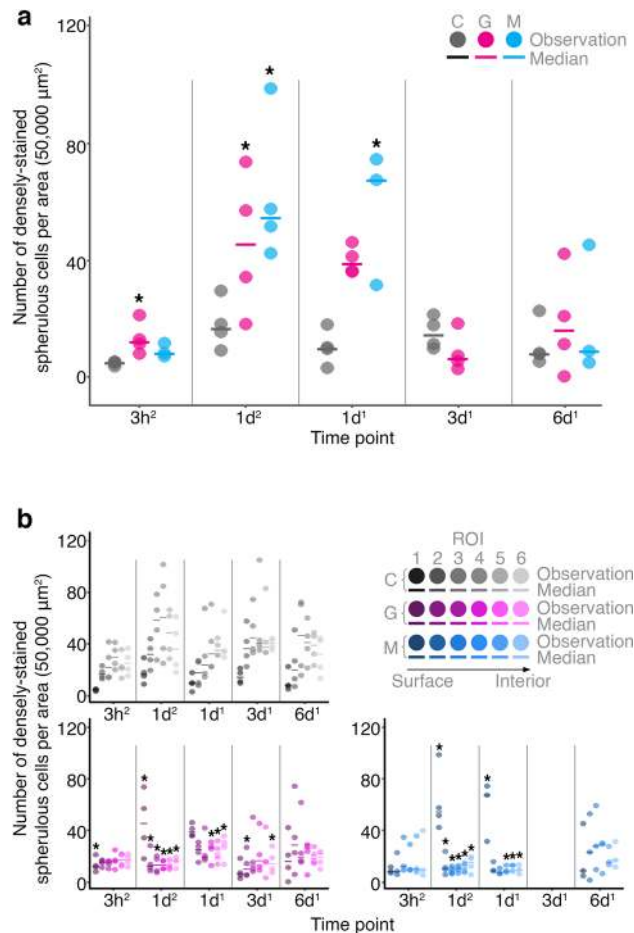 a
120
80
40
0
Number of densely-stained
spherulous cells per area (50,000 µm²)
C G M
Observation
Median
*
*
*
*
3h² 1d² 1d¹ 3d¹ 6d¹
Time point
b
120
80
40
0
Number of densely-stained
spherulous cells per area (50,000 µm²)
3h² 1d² 1d¹ 3d¹ 6d¹
ROI
1 2 3 4 5 6
C Observation
Median
G Observation
Median
M Observation
Median
Surface Interior
120
80
40
0
* * * * * * * * * * *
3h² 1d² 1d¹ 3d¹ 6d¹
120
80
40
0
* * * * * * * * * *
3h² 1d² 1d¹ 3d¹ 6d¹
Time point